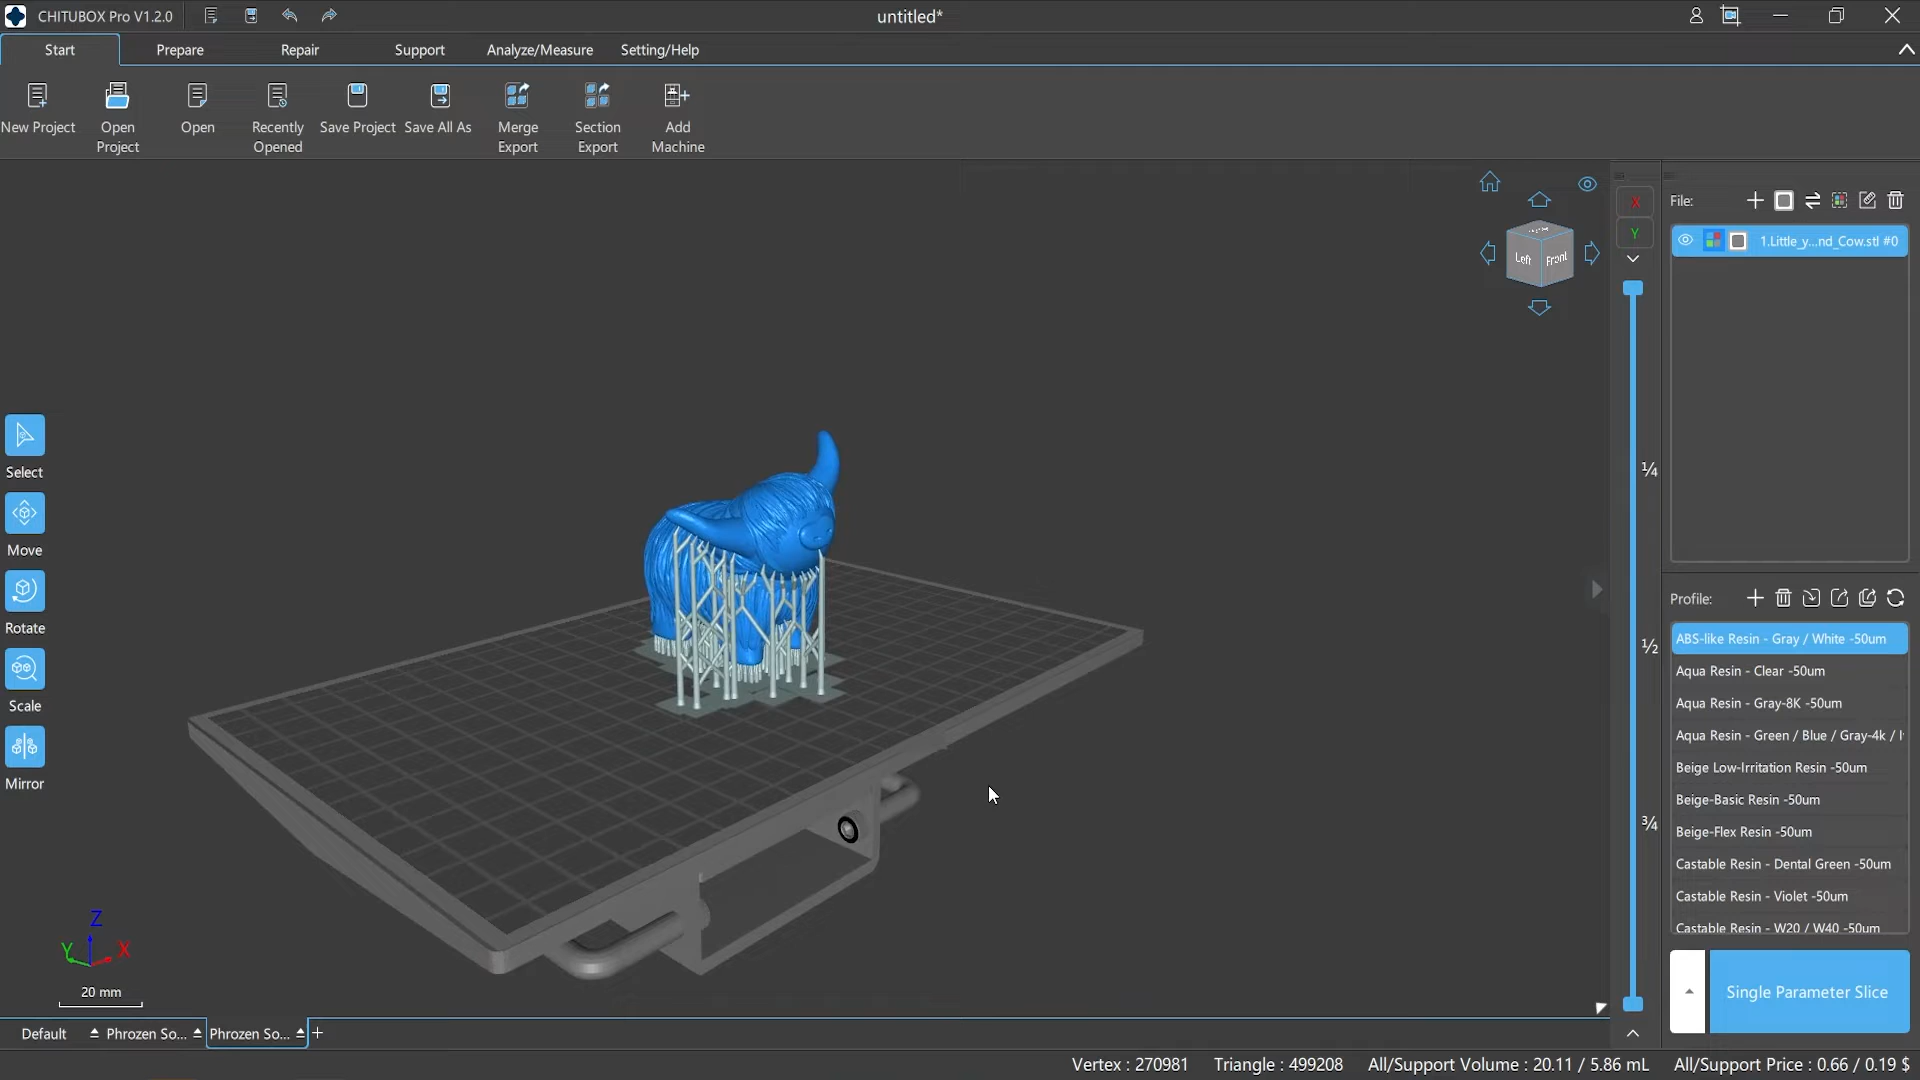 CHITUBOX Pro V1.2.0
untitled*
Start Prepare Repair Support Analyze/Measure Setting/Help
New Project
Open
Project
Open
Recently
Opened
Save Project
Save All As
Merge
Export
Section
Export
Add
Machine
Left Front
X
Y
File:
1.Little_y...nd_Cow.stl #0
Select
Move
Rotate
Scale
Mirror
¼
½
¾
Profile:
ABS-like Resin - Gray / White -50um
Aqua Resin - Clear -50um
Aqua Resin - Gray-8K -50um
Aqua Resin - Green / Blue / Gray-4k /
Beige Low-Irritation Resin -50um
Beige-Basic Resin -50um
Beige-Flex Resin -50um
Castable Resin - Dental Green -50um
Castable Resin - Violet -50um
Castable Resin - W20 / W40 -50um
Single Parameter Slice
Z
Y X
20 mm
Default Phrozen So... Phrozen So...
Vertex : 270981 Triangle : 499208 All/Support Volume : 20.11 / 5.86 mL All/Support Price : 0.66 / 0.19 $